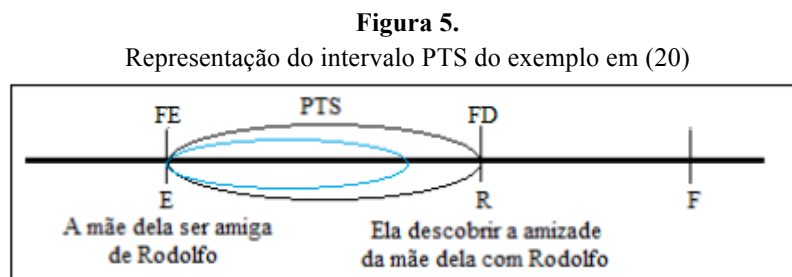 Figura 5.
Representação do intervalo PTS do exemplo em (20)
FE PTS FD
E R F
A mãe dela ser amiga
de Rodolfo
Ela descobrir a amizade
da mãe dela com Rodolfo